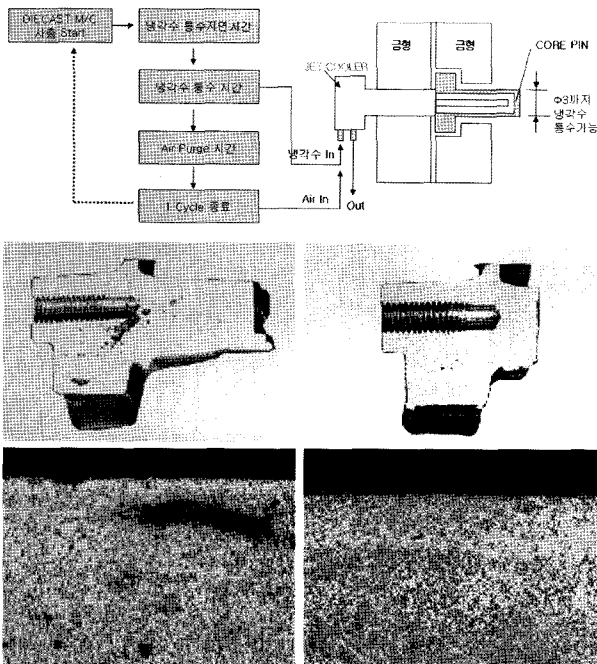 DIECAST M/C
사출 Start
냉각수 통수지연시간
냉각수 통수 시간
Air Purge 시간
1 Cycle 종료
냉각수 In
Air In
Out
JET COOLER
금형
금형
CORE PIN
Φ3까지
냉각수
통수가능